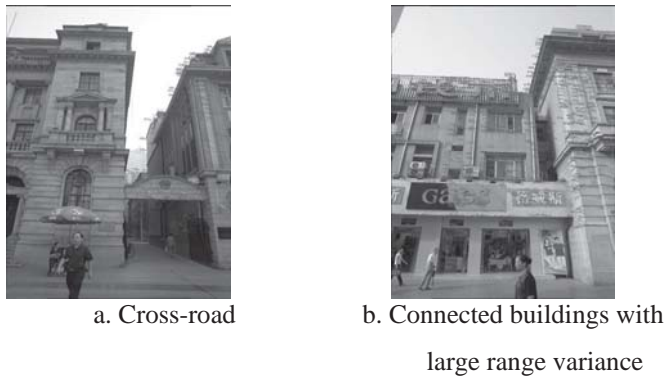 a. Cross-road
b. Connected buildings with
large range variance